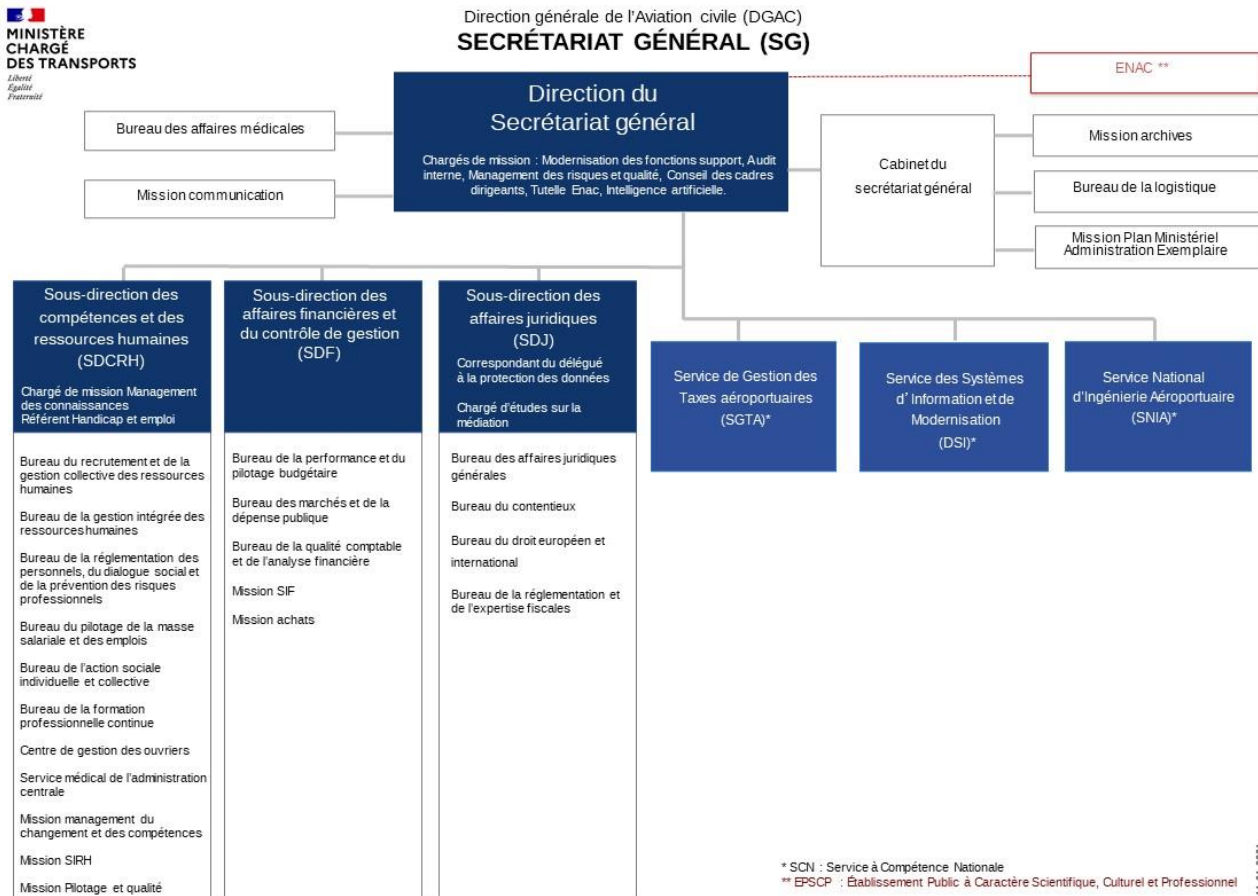 MINISTÈRE
CHARGÉ
DES TRANSPORTS
Liberté
Égalité
Fraternité
Direction générale de l'Aviation civile (DGAC)
SECRÉTARIAT GÉNÉRAL (SG)
ENAC **
Direction du
Secrétariat général
Chargés de mission : Modernisation des fonctions support, Audit
interne, Management des risques et qualité, Conseil des cadres
dirigeants, Tutelle Enac, Intelligence artificielle.
Bureau des affaires médicales
Mission communication
Cabinet du
secrétariat général
Mission archives
Bureau de la logistique
Mission Plan Ministériel
Administration Exemplaire
Sous-direction des
compétences et des
ressources humaines
(SDCRH)
Chargé de mission Management
des connaissances
Référent Handicap et emploi
Bureau du recrutement et de la
gestion collective des ressources
humaines
Bureau de la gestion intégrée des
ressources humaines
Bureau de la réglementation des
personnels, du dialogue social et
de la prévention des risques
professionnels
Bureau du pilotage de la masse
salariale et des emplois
Bureau de l'action sociale
individuelle et collective
Bureau de la formation
professionnelle continue
Centre de gestion des ouvriers
Service médical de l'administration
centrale
Mission management du
changement et des compétences
Mission SIRH
Mission Pilotage et qualité
Sous-direction des
affaires financières et
du contrôle de gestion
(SDF)
Bureau de la performance et du
pilotage budgétaire
Bureau des marchés et de la
dépense publique
Bureau de la qualité comptable
et de l'analyse financière
Mission SIF
Mission achats
Sous-direction des
affaires juridiques
(SDJ)
Correspondant du délégué
à la protection des données
Chargé d'études sur la
médiation
Bureau des affaires juridiques
générales
Bureau du contentieux
Bureau du droit européen et
international
Bureau de la réglementation et
de l'expertise fiscales
Service de Gestion des
Taxes aéroportuaires
(SGTA)*
Service des Systèmes
d' Information et de
Modernisation
(DSI)*
Service National
d'Ingénierie Aéroportuaire
(SNIA)*
* SCN : Service à Compétence Nationale
** EPSCP : Établissement Public à Caractère Scientifique, Culturel et Professionnel